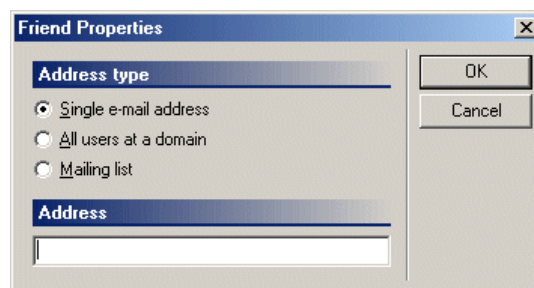 Friend Properties
Address type
Single e-mail address
All users at a domain
Mailing list
Address
OK
Cancel